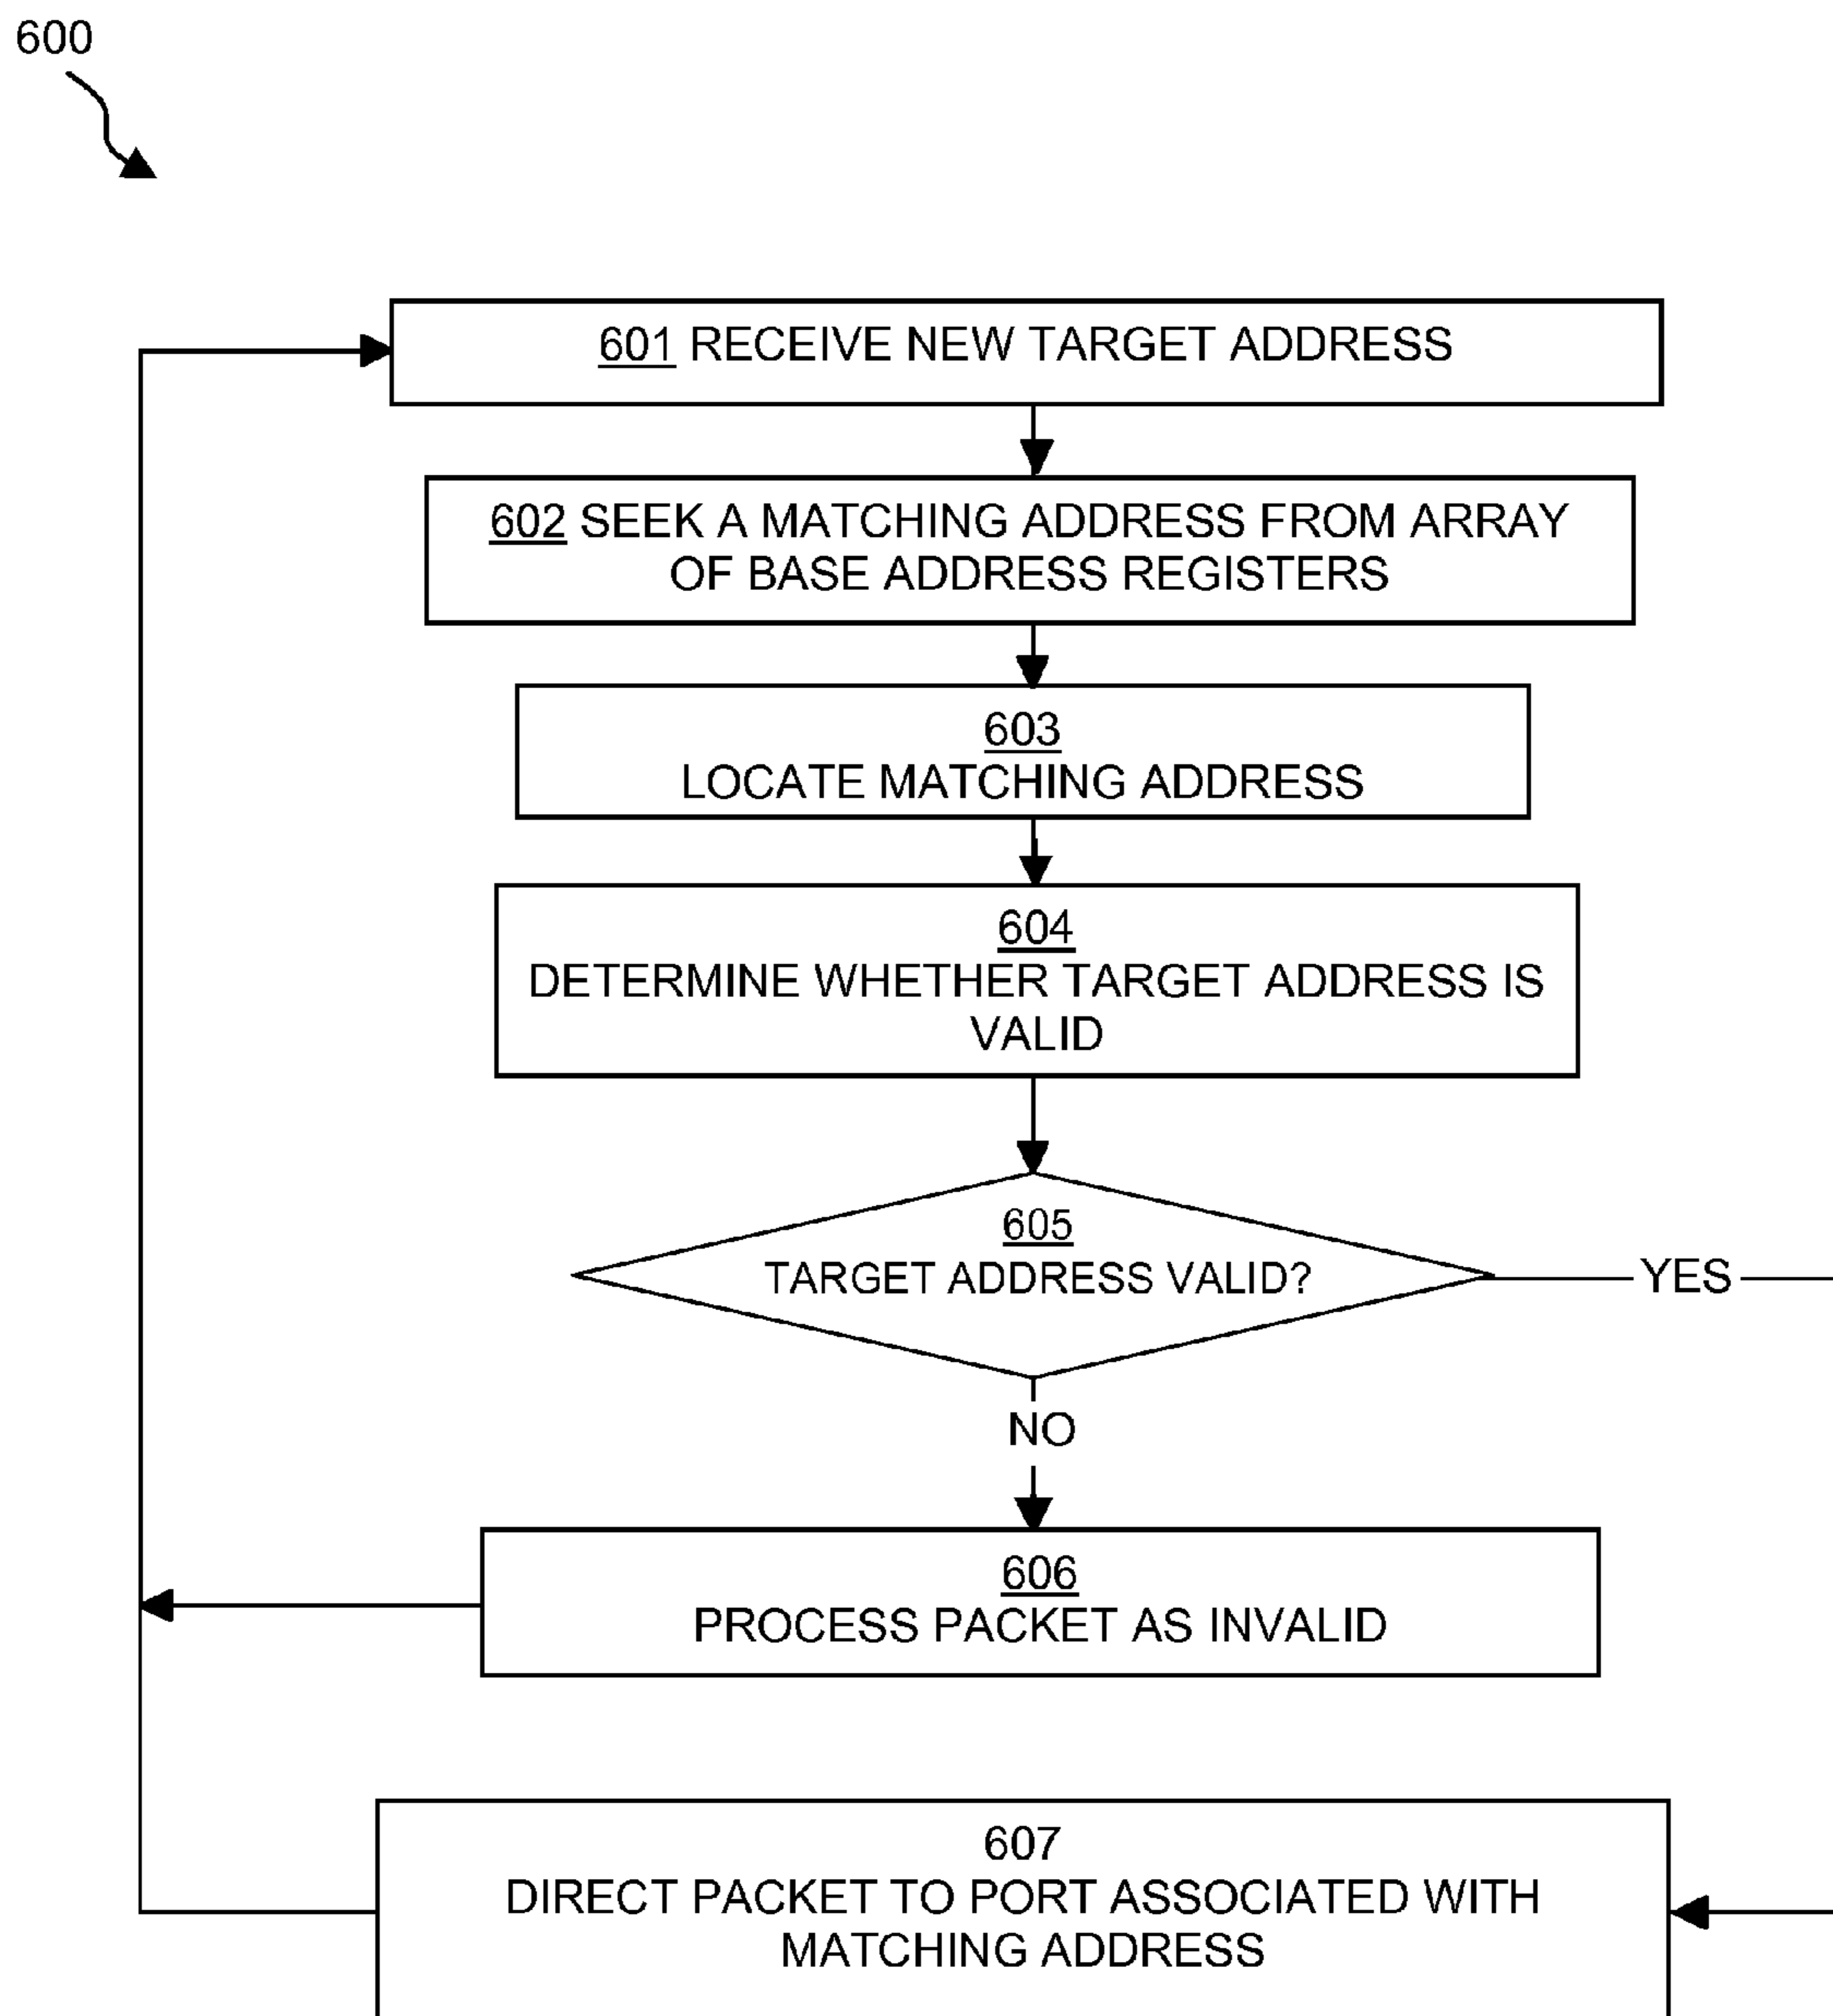 600
601 RECEIVE NEW TARGET ADDRESS
602 SEEK A MATCHING ADDRESS FROM ARRAY
OF BASE ADDRESS REGISTERS
603
LOCATE MATCHING ADDRESS
604
DETERMINE WHETHER TARGET ADDRESS IS
VALID
605
TARGET ADDRESS VALID?
YES
NO
606
PROCESS PACKET AS INVALID
607
DIRECT PACKET TO PORT ASSOCIATED WITH
MATCHING ADDRESS